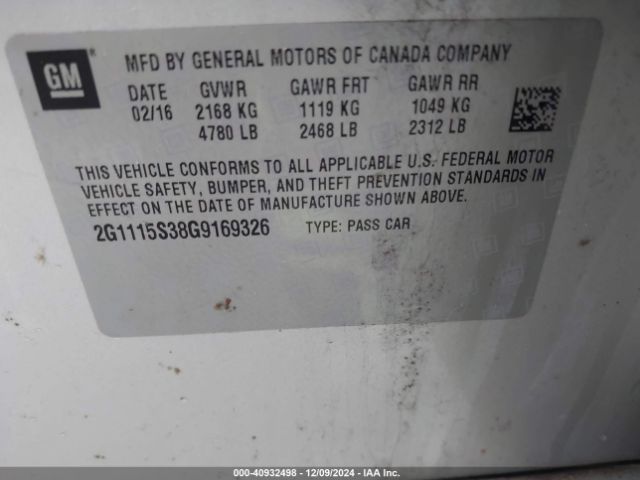 GM
MFD BY GENERAL MOTORS OF CANADA COMPANY
DATE GVWR GAWR FRT GAWR RR
02/16 2168 KG 1119 KG 1049 KG
4780 LB 2468 LB 2312 LB
THIS VEHICLE CONFORMS TO ALL APPLICABLE U.S. FEDERAL MOTOR
VEHICLE SAFETY, BUMPER, AND THEFT PREVENTION STANDARDS IN
EFFECT ON THE DATE OF MANUFACTURE SHOWN ABOVE.
2G1115S38G9169326 TYPE: PASS CAR
000-40932498 - 12/09/2024 - IAA Inc.